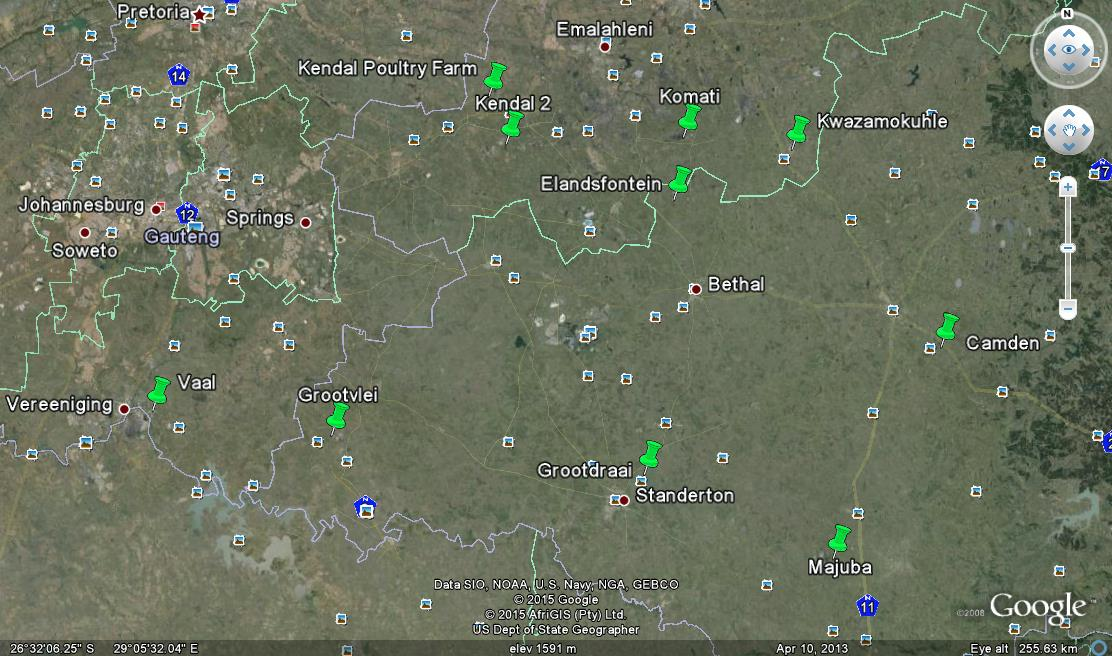 Pretoria
N
Emalahleni
14
Kendal Poultry Farm
Kendal 2
Komati
Kwazamokuhle
7
Elandsfontein
Johannesburg
N
12
Springs
Gauteng
Soweto
Bethal
Camden
Vaal
Vereeniging
Grootvlei
2
Grootdraai
Standerton
Majuba
Data SIO, NOAA, U.S. Navy, NGA, GEBCO
© 2015 Google
© 2015 AfriGIS (Pty) Ltd.
US Dept of State Geographer
N
11
©2008 Google™
26°32'06.25" S 29°05'32.04" E elev 1591 m Apr 10, 2013 Eye alt 255.63 km